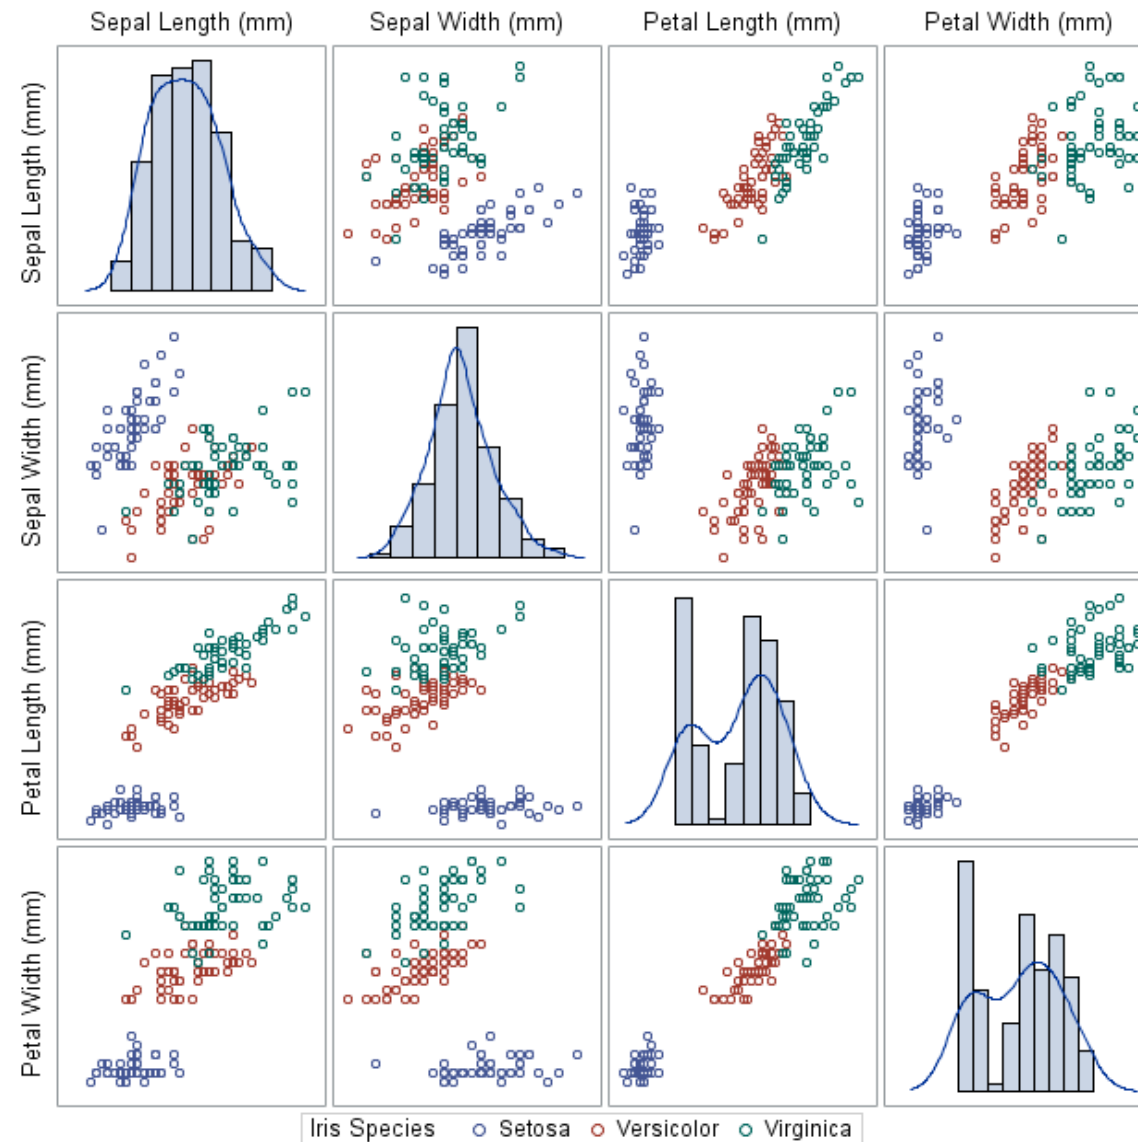 Sepal Length (mm) Sepal Width (mm) Petal Length (mm) Petal Width (mm)
Sepal Length (mm)
Sepal Width (mm)
Petal Length (mm)
Petal Width (mm)
Iris Species Setosa Versicolor Virginica